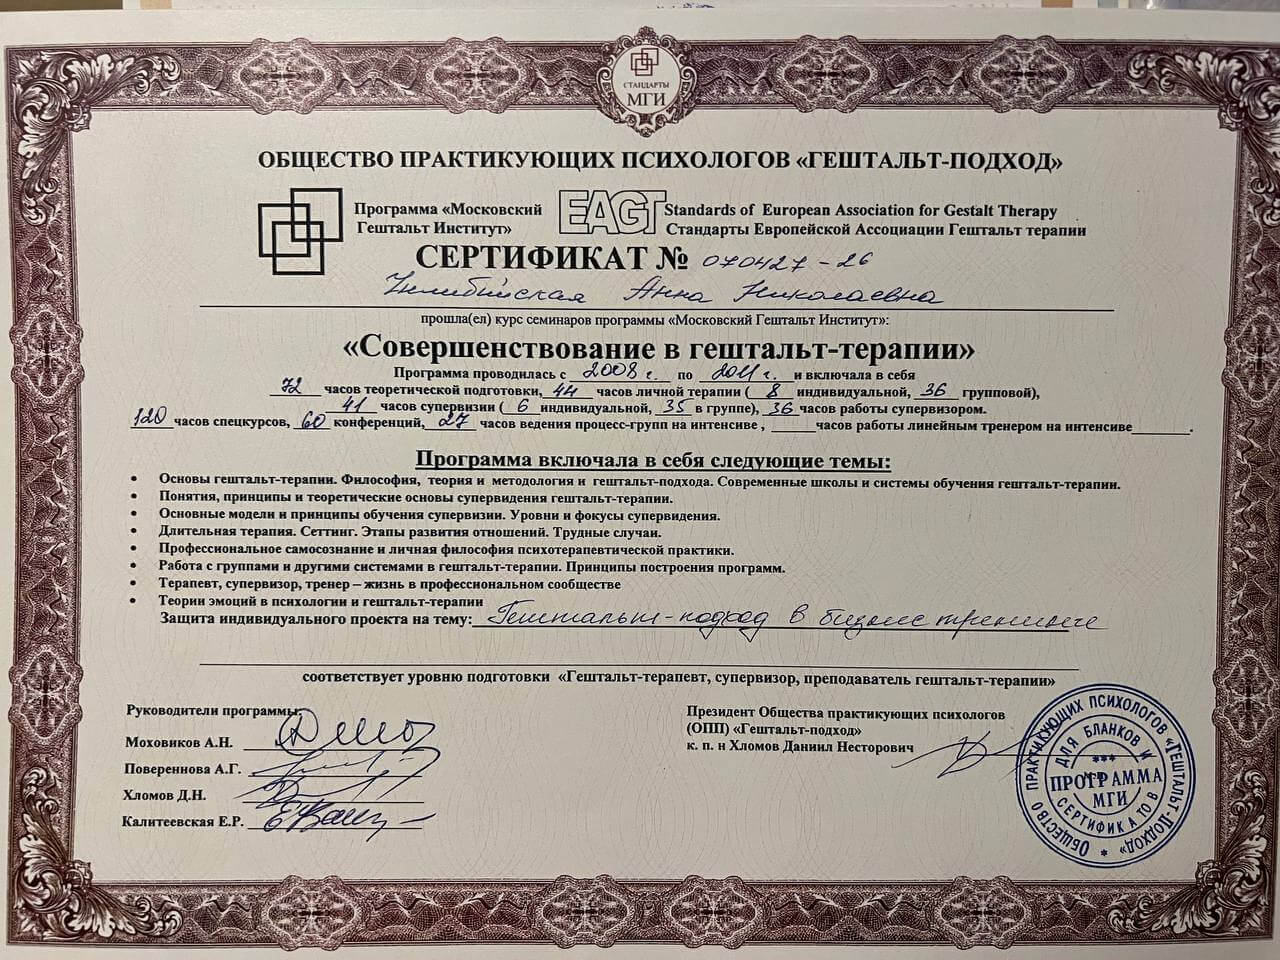 СТАНДАРТЫ
МГИ
ОБЩЕСТВО ПРАКТИКУЮЩИХ ПСИХОЛОГОВ «ГЕШТАЛЬТ-ПОДХОД»
Программа «Московский Гештальт Институт»
EAGT
Standards of European Association for Gestalt Therapy
Стандарты Европейской Ассоциации Гештальт терапии
СЕРТИФИКАТ № 070427-26
Анна Николаевна
прошла(ел) курс семинаров программы «Московский Гештальт Институт»:
«Совершенствование в гештальт-терапии»
Программа проводилась с 2008 г. по 2011 г. и включала в себя
72 часов теоретической подготовки, 44 часов личной терапии ( 8 индивидуальной, 36 групповой),
41 часов супервизии ( 6 индивидуальной, 35 в группе), 36 часов работы супервизором.
120 часов спецкурсов, 60 конференций, 27 часов ведения процесс-групп на интенсиве , часов работы линейным тренером на интенсиве .
Программа включала в себя следующие темы:
• Основы гештальт-терапии. Философия, теория и методология и гештальт-подхода. Современные школы и системы обучения гештальт-терапии.
• Понятия, принципы и теоретические основы супервидения гештальт-терапии.
• Основные модели и принципы обучения супервизии. Уровни и фокусы супервидения.
• Длительная терапия. Сеттинг. Этапы развития отношений. Трудные случаи.
• Профессиональное самосознание и личная философия психотерапевтической практики.
• Работа с группами и другими системами в гештальт-терапии. Принципы построения программ.
• Терапевт, супервизор, тренер – жизнь в профессиональном сообществе
• Теории эмоций в психологии и гештальт-терапии
Защита индивидуального проекта на тему: Гештальт-подход в бизнес тренинге
соответствует уровню подготовки «Гештальт-терапевт, супервизор, преподаватель гештальт-терапии»
Руководители программы:
Моховиков А.Н.
Повереннова А.Г.
Хломов Д.Н.
Калитеевская Е.Р.
Президент Общества практикующих психологов
(ОПП) «Гештальт-подход»
к. п. н Хломов Даниил Несторович
ОБЩЕСТВО ПРАКТИКУЮЩИХ ПСИХОЛОГОВ «ГЕШТАЛЬТ-ПОДХОД»
ДЛЯ БЛАНКОВ И СЕРТИФИКАТОВ
ПРОГРАММА
МГИ